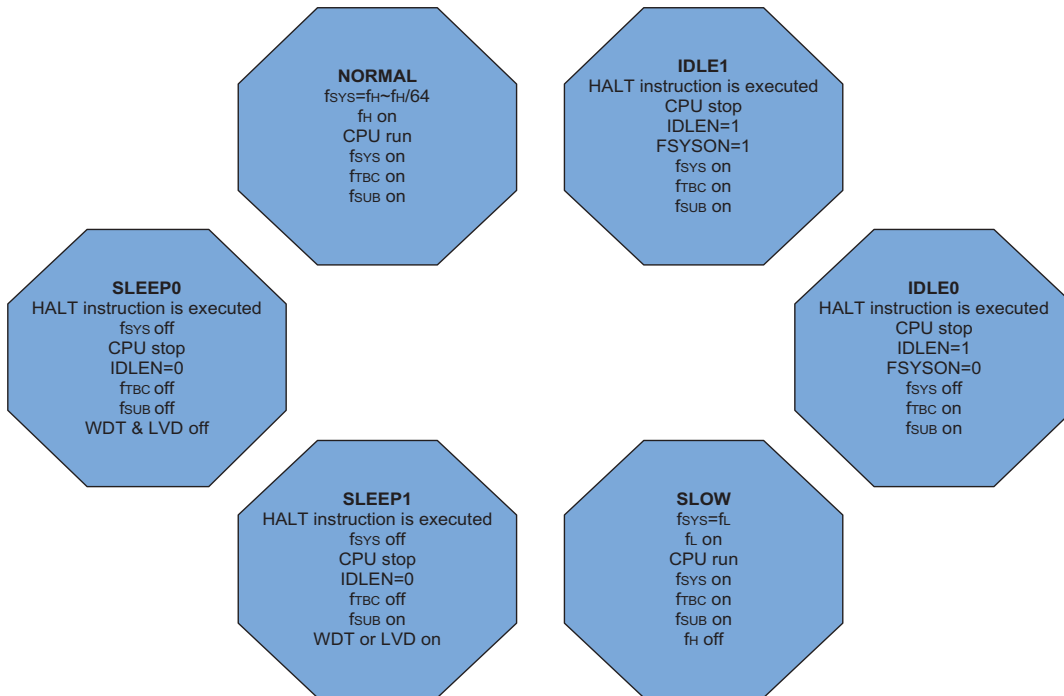 NORMAL
fSYS=fH~fH/64
fH on
CPU run
fSYS on
fTBC on
fSUB on
IDLE1
HALT instruction is executed
CPU stop
IDLEN=1
FSYSON=1
fSYS on
fTBC on
fSUB on
SLEEP0
HALT instruction is executed
fSYS off
CPU stop
IDLEN=0
fTBC off
fSUB off
WDT & LVD off
IDLE0
HALT instruction is executed
CPU stop
IDLEN=1
FSYSON=0
fSYS off
fTBC on
fSUB on
SLEEP1
HALT instruction is executed
fSYS off
CPU stop
IDLEN=0
fTBC off
fSUB on
WDT or LVD on
SLOW
fSYS=fL
fL on
CPU run
fSYS on
fTBC on
fSUB on
fH off